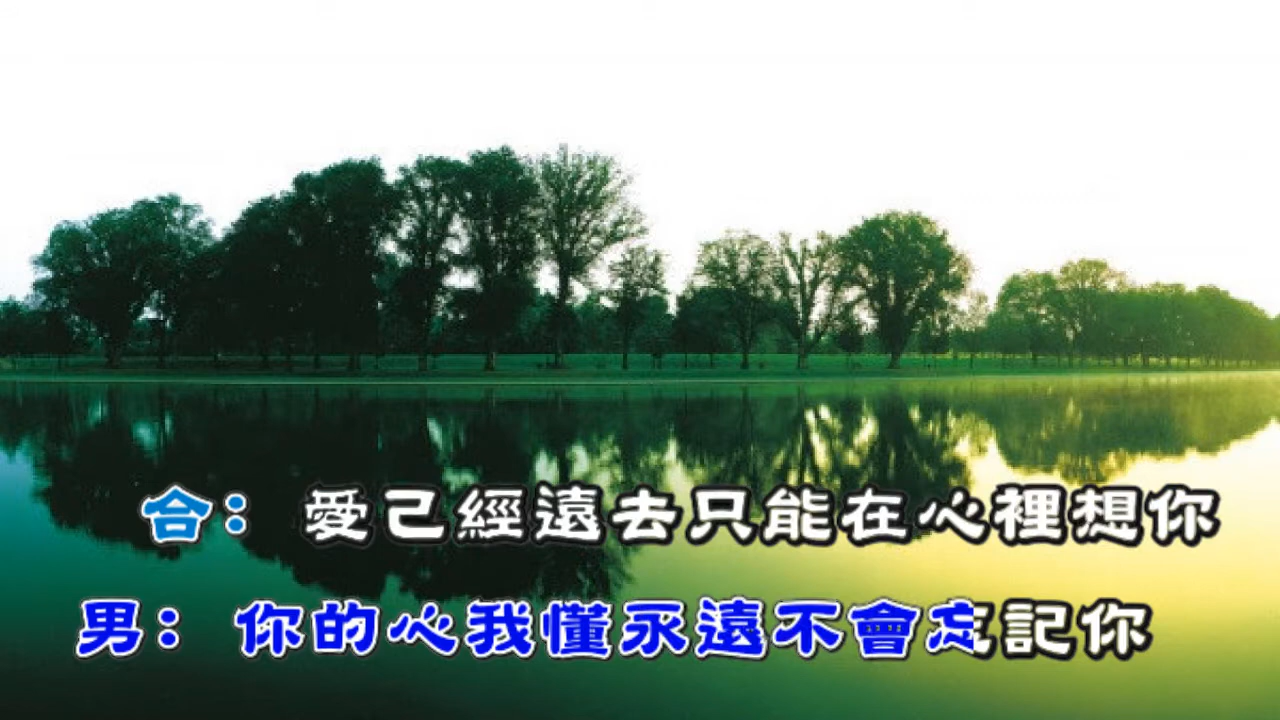 合： 愛己經遠去只能在心裡想你
男： 你的心我懂永遠不會忘記你